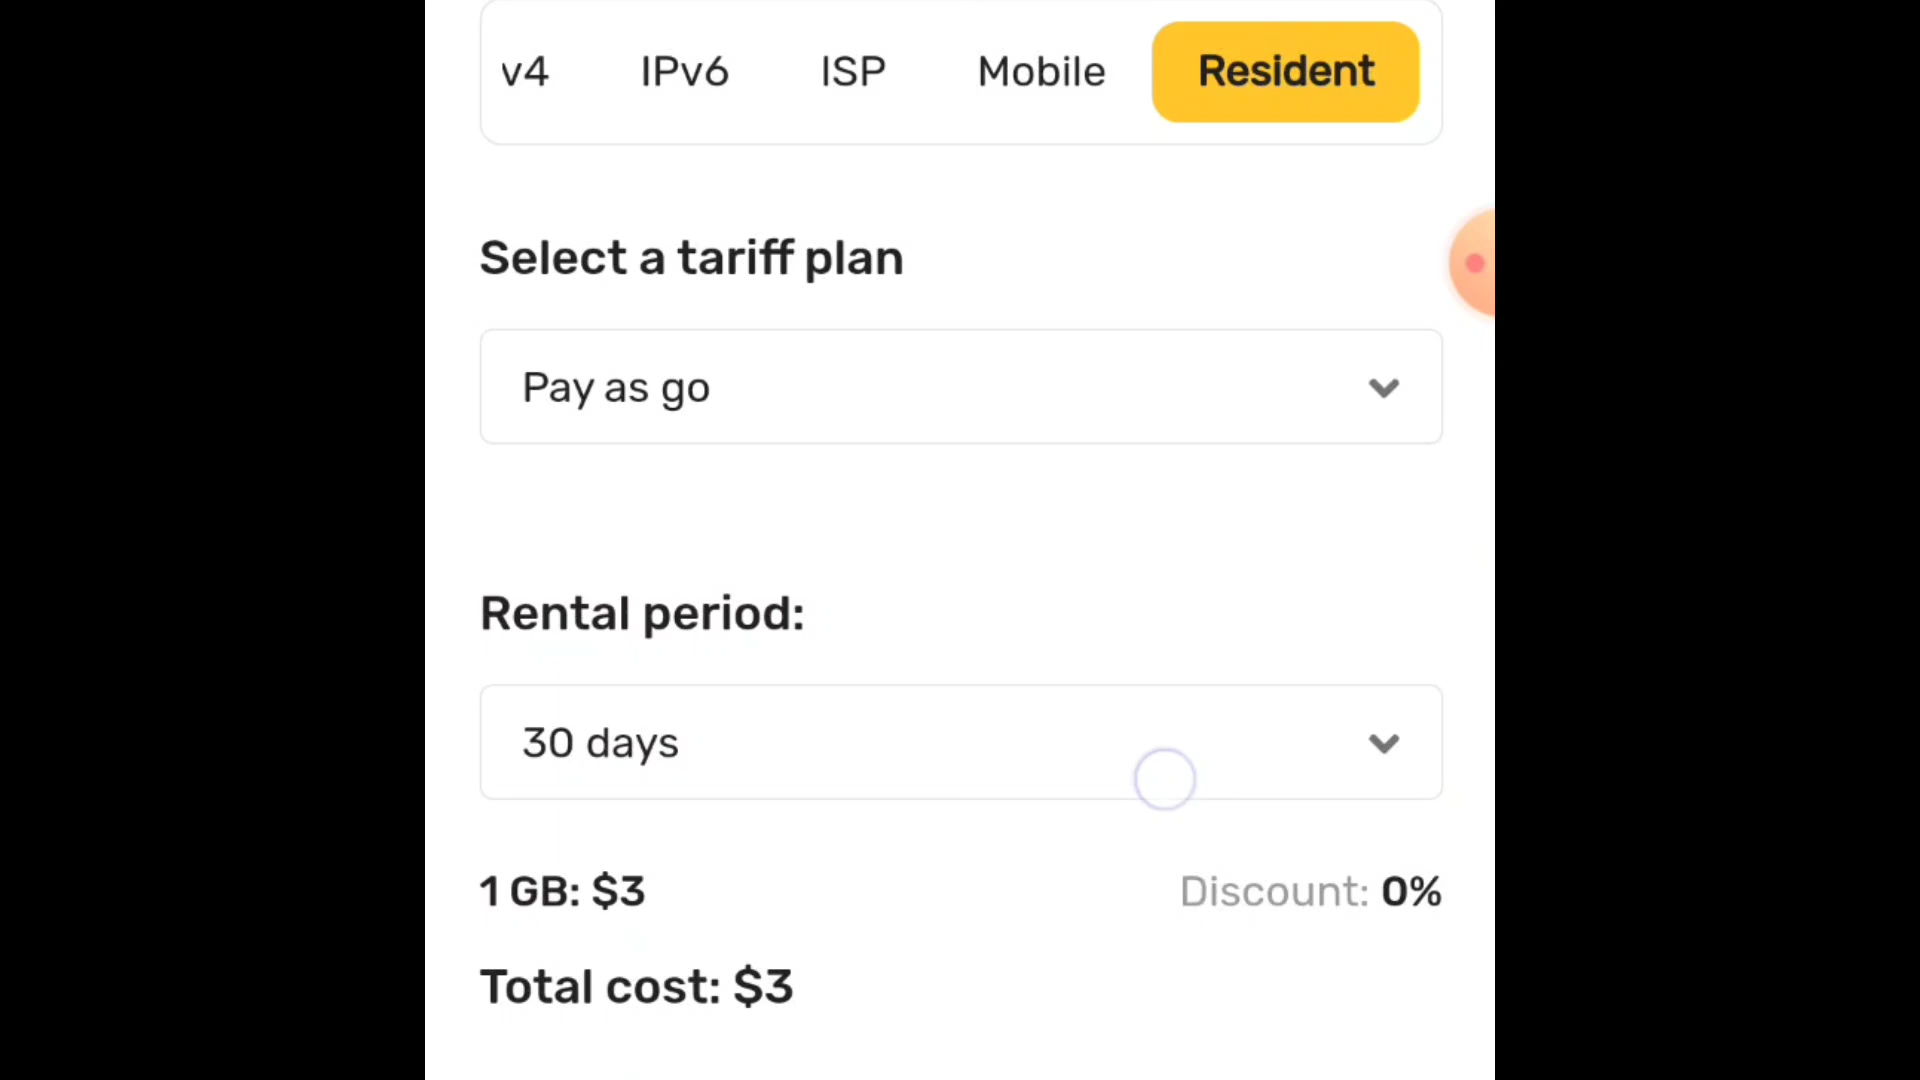 v4 IPv6 ISP Mobile Resident
Select a tariff plan
Pay as go
Rental period:
30 days
1 GB: $3 Discount: 0%
Total cost: $3